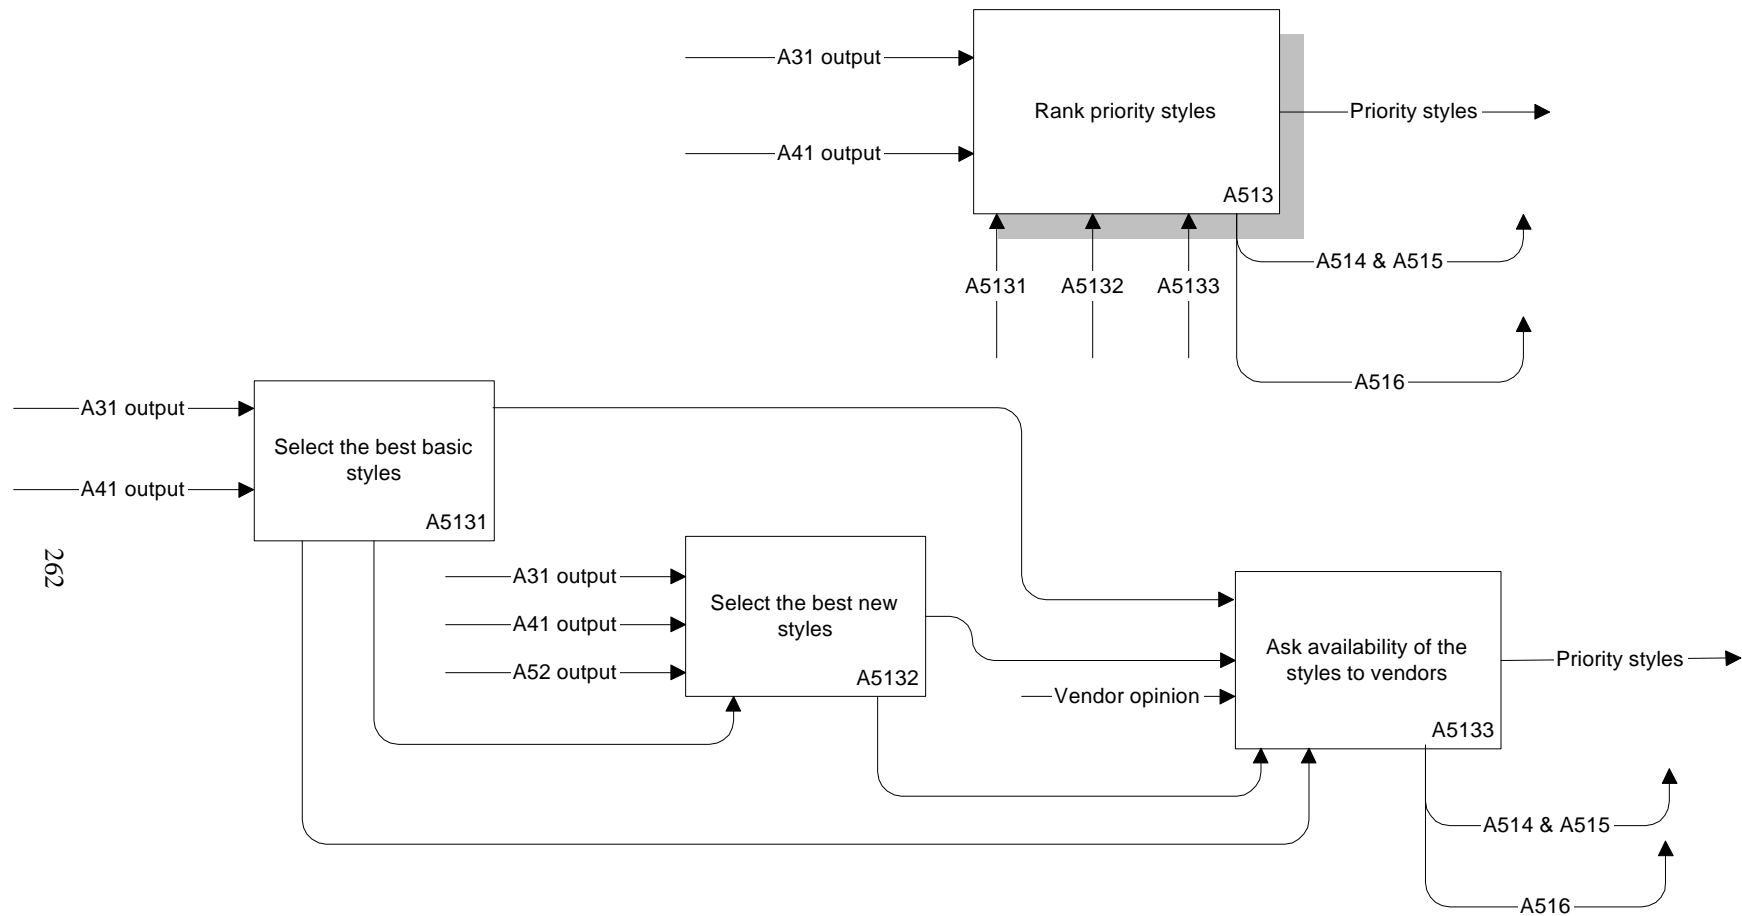 A31 output
Rank priority styles
Priority styles
A41 output
A513
A514 & A515
A5131
A5132
A5133
A516
A31 output
Select the best basic
styles
A41 output
A5131
262
A31 output
Select the best new
styles
A41 output
A52 output
A5132
Ask availability of the
styles to vendors
Priority styles
Vendor opinion
A5133
A514 & A515
A516